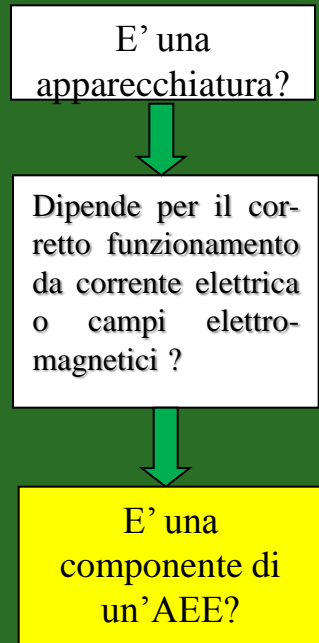 E’ una
apparecchiatura?
Dipende per il cor-
retto funzionamento
da corrente elettrica
o campi elettro-
magnetici ?
E’ una
componente di
un’AEE?